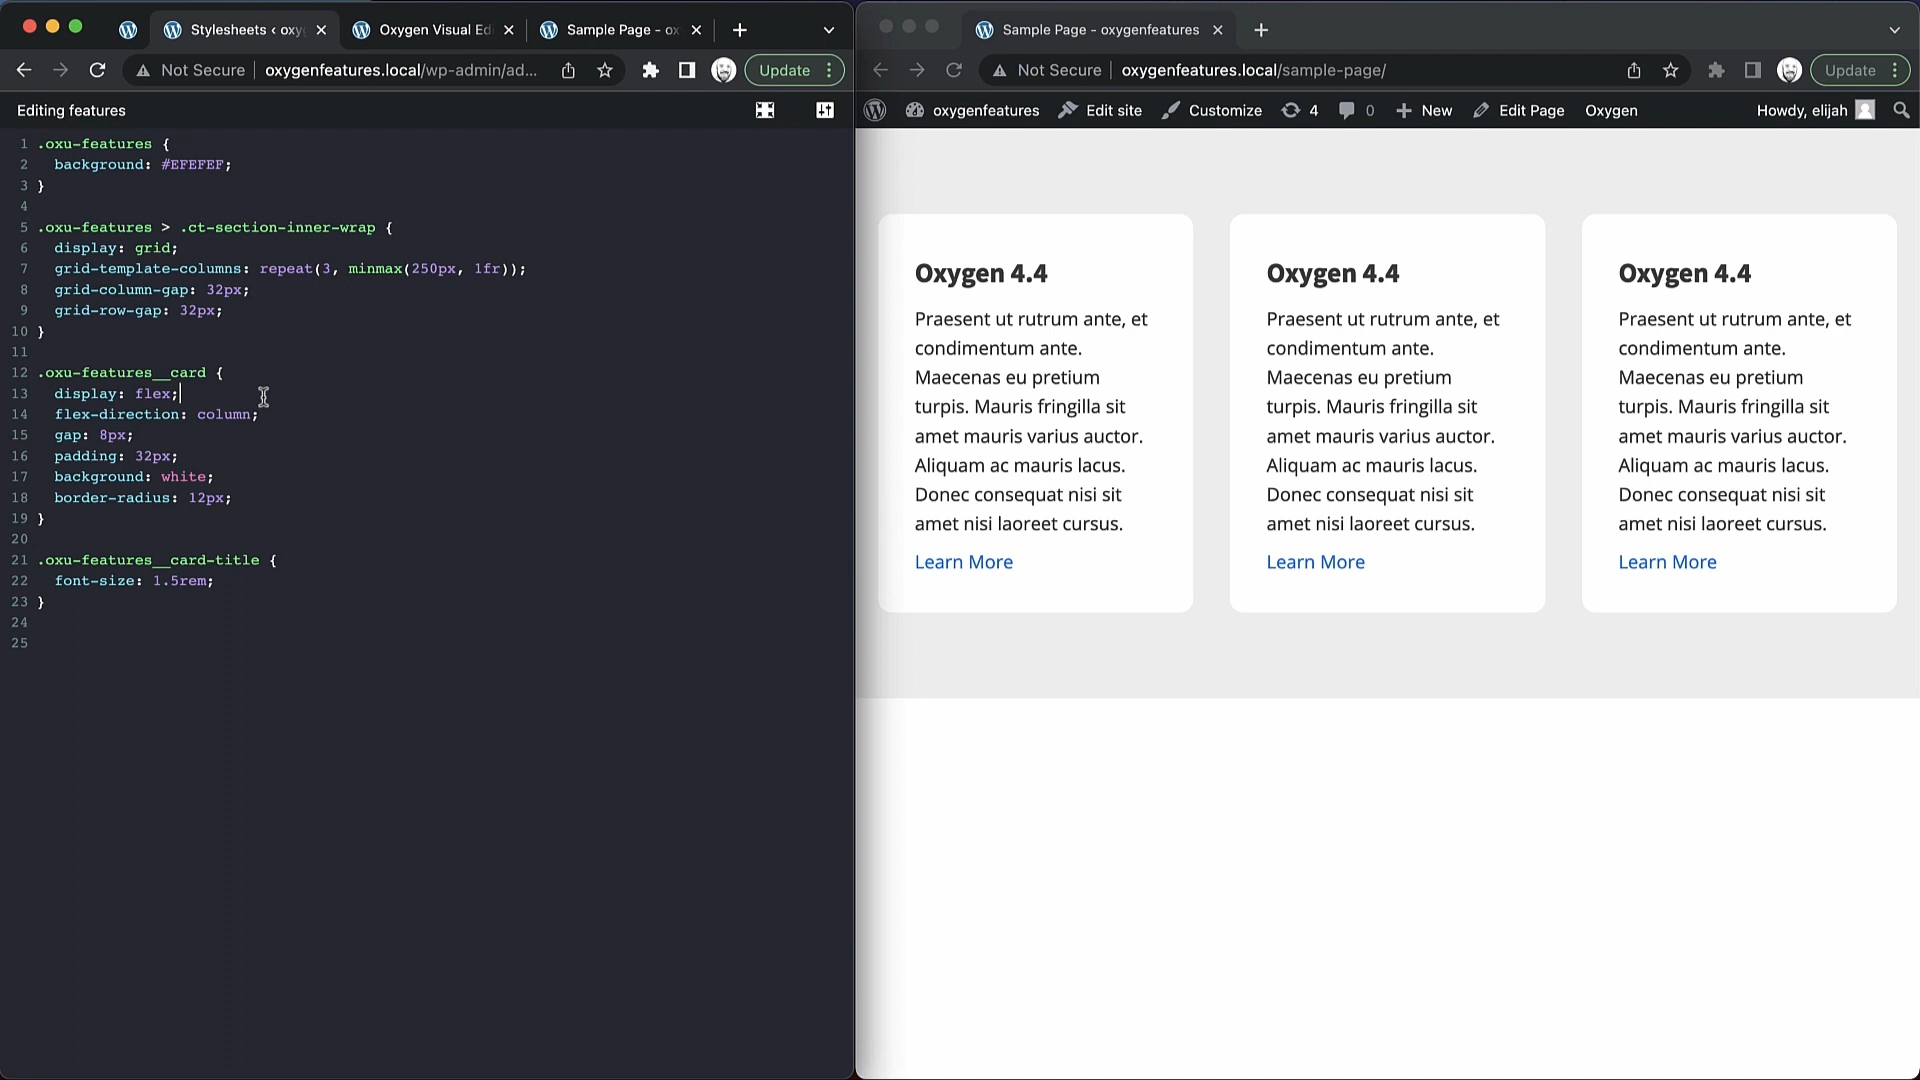 Stylesheets ‹ oxy
Oxygen Visual Ed
Sample Page – ox
Not Secure
oxygenfeatures.local/wp-admin/ad...
Update
Editing features
1 .oxu-features {
2 background: #EFEFEF;
3 }
4
5 .oxu-features > .ct-section-inner-wrap {
6 display: grid;
7 grid-template-columns: repeat(3, minmax(250px, 1fr));
8 grid-column-gap: 32px;
9 grid-row-gap: 32px;
10 }
11
12 .oxu-features__card {
13 display: flex;
14 flex-direction: column;
15 gap: 8px;
16 padding: 32px;
17 background: white;
18 border-radius: 12px;
19 }
20
21 .oxu-features__card-title {
22 font-size: 1.5rem;
23 }
24
25
Sample Page – oxygenfeatures
Not Secure
oxygenfeatures.local/sample-page/
Update
oxygenfeatures
Edit site
Customize
4
0
New
Edit Page
Oxygen
Howdy, elijah
Oxygen 4.4
Praesent ut rutrum ante, et
condimentum ante.
Maecenas eu pretium
turpis. Mauris fringilla sit
amet mauris varius auctor.
Aliquam ac mauris lacus.
Donec consequat nisi sit
amet nisi laoreet cursus.
Learn More
Oxygen 4.4
Praesent ut rutrum ante, et
condimentum ante.
Maecenas eu pretium
turpis. Mauris fringilla sit
amet mauris varius auctor.
Aliquam ac mauris lacus.
Donec consequat nisi sit
amet nisi laoreet cursus.
Learn More
Oxygen 4.4
Praesent ut rutrum ante, et
condimentum ante.
Maecenas eu pretium
turpis. Mauris fringilla sit
amet mauris varius auctor.
Aliquam ac mauris lacus.
Donec consequat nisi sit
amet nisi laoreet cursus.
Learn More